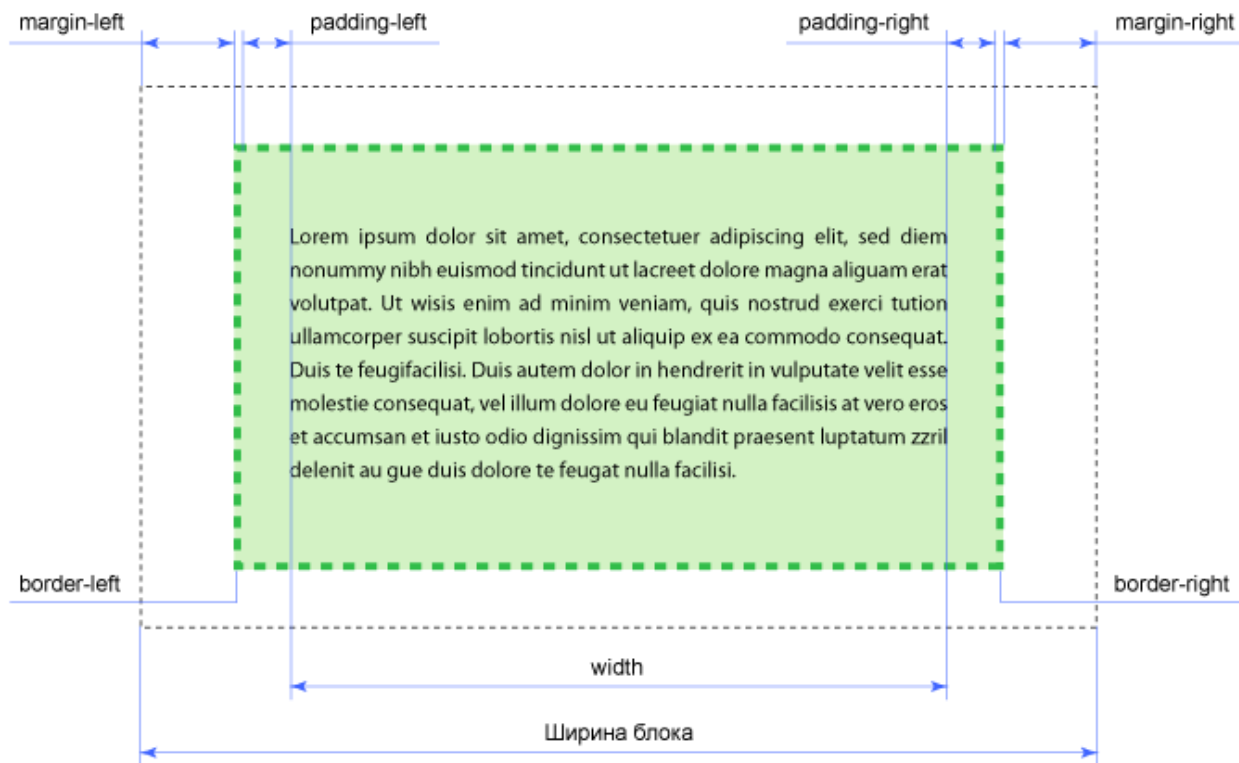 margin-left
padding-left
padding-right
margin-right
Lorem ipsum dolor sit amet, consectetuer adipiscing elit, sed diem
nonummy nibh euismod tincidunt ut lacreet dolore magna aliguam erat
volutpat. Ut wisis enim ad minim veniam, quis nostrud exerci tution
ullamcorper suscipit lobortis nisl ut aliquip ex ea commodo consequat.
Duis te feugifacilisi. Duis autem dolor in hendrerit in vulputate velit esse
molestie consequat, vel illum dolore eu feugiat nulla facilisis at vero eros
et accumsan et iusto odio dignissim qui blandit praesent luptatum zzril
delenit au gue duis dolore te feugat nulla facilisi.
border-left
border-right
width
Ширина блока